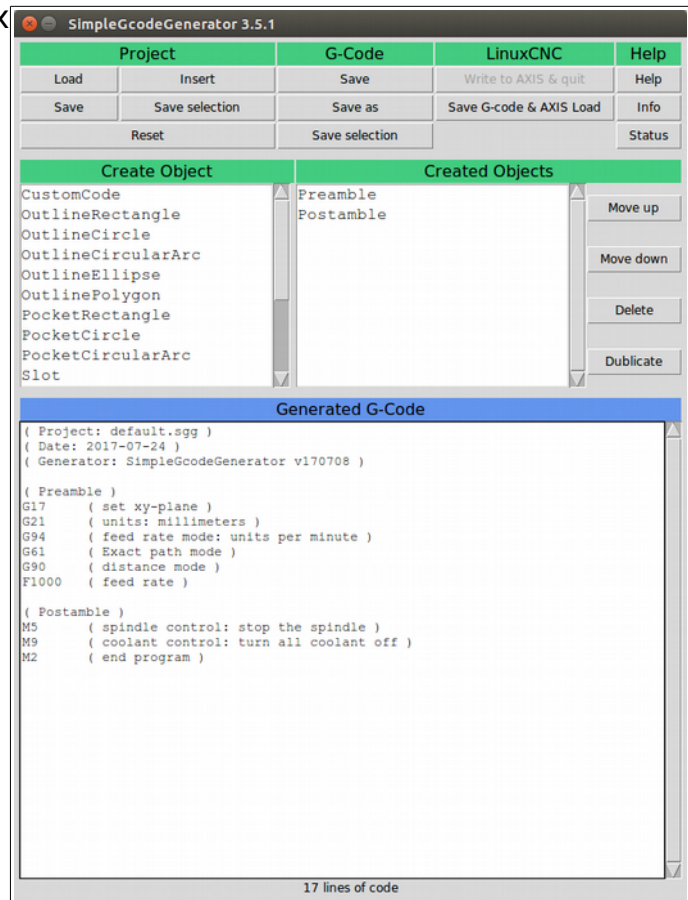 X
SimpleGcodeGenerator 3.5.1
Project G-Code LinuxCNC Help
Load Insert Save Write to AXIS & quit Help
Save Save selection Save as Save G-code & AXIS Load Info
Reset Save selection Status
Create Object Created Objects
CustomCode Preamble
OutlineRectangle Postamble Move up
OutlineCircle
OutlineCircularArc Move down
OutlineEllipse
OutlinePolygon
PocketRectangle Delete
PocketCircle
PocketCircularArc Dublicate
Slot
Generated G-Code
( Project: default.sgg )
( Date: 2017-07-24 )
( Generator: SimpleGcodeGenerator v170708 )
( Preamble )
G17 ( set xy-plane )
G21 ( units: millimeters )
G94 ( feed rate mode: units per minute )
G61 ( Exact path mode )
G90 ( distance mode )
F1000 ( feed rate )
( Postamble )
M5 ( spindle control: stop the spindle )
M9 ( coolant control: turn all coolant off )
M2 ( end program )
17 lines of code